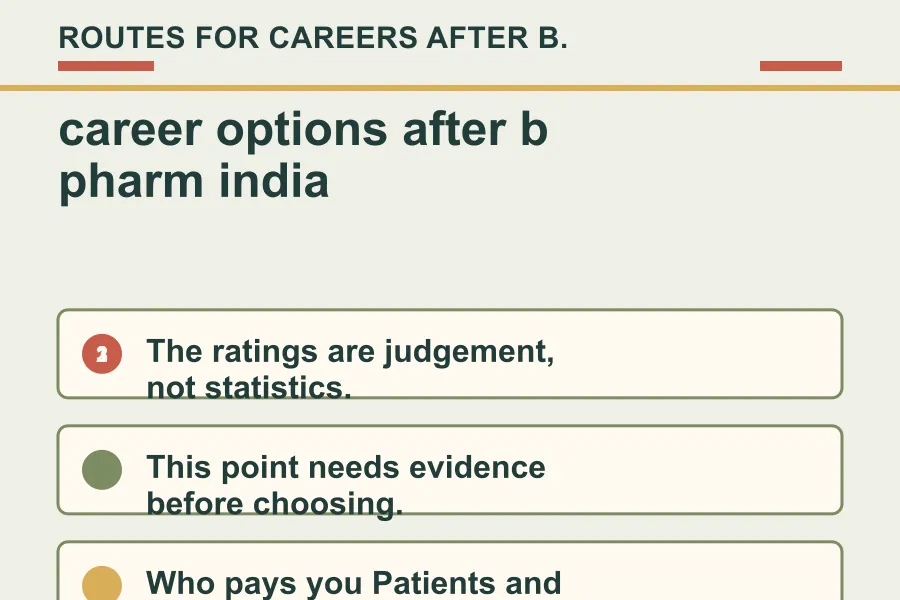 ROUTES FOR CAREERS AFTER B.
career options after b
pharm india
The ratings are judgement,
not statistics.
This point needs evidence
before choosing.
Who pays you Patients and